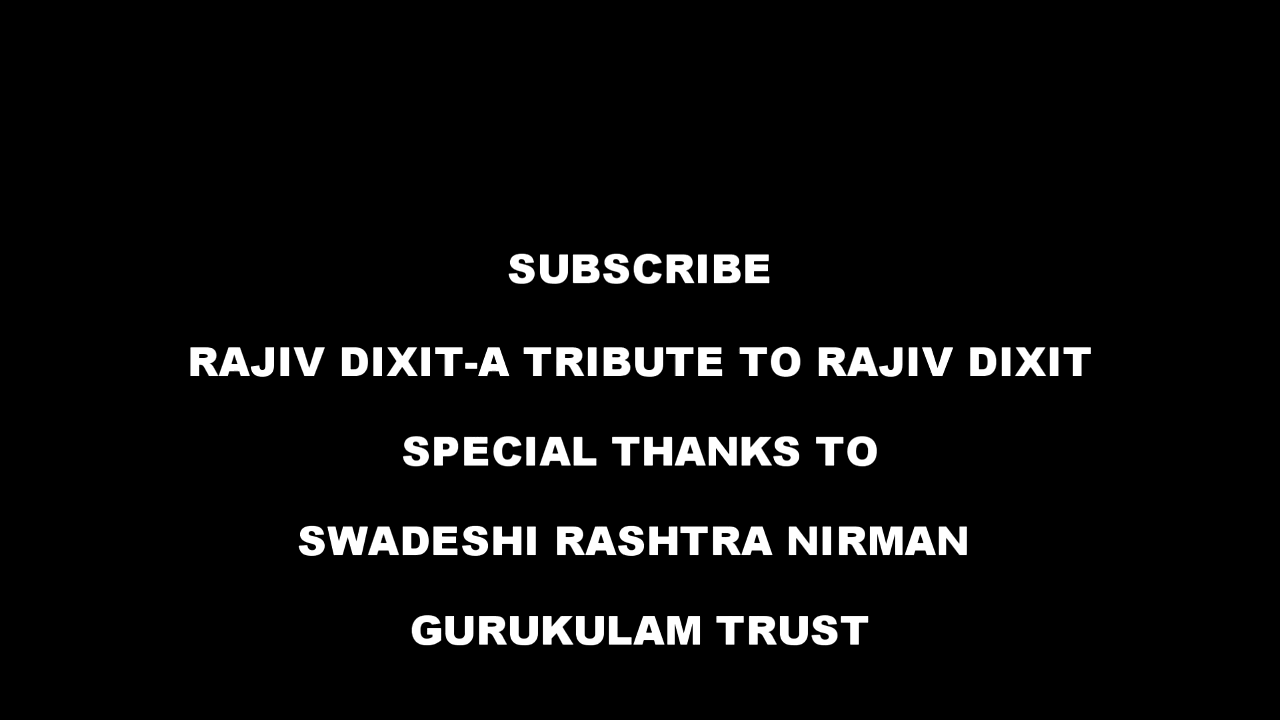 SUBSCRIBE
RAJIV DIXIT-A TRIBUTE TO RAJIV DIXIT
SPECIAL THANKS TO
SWADESHI RASHTRA NIRMAN
GURUKULAM TRUST